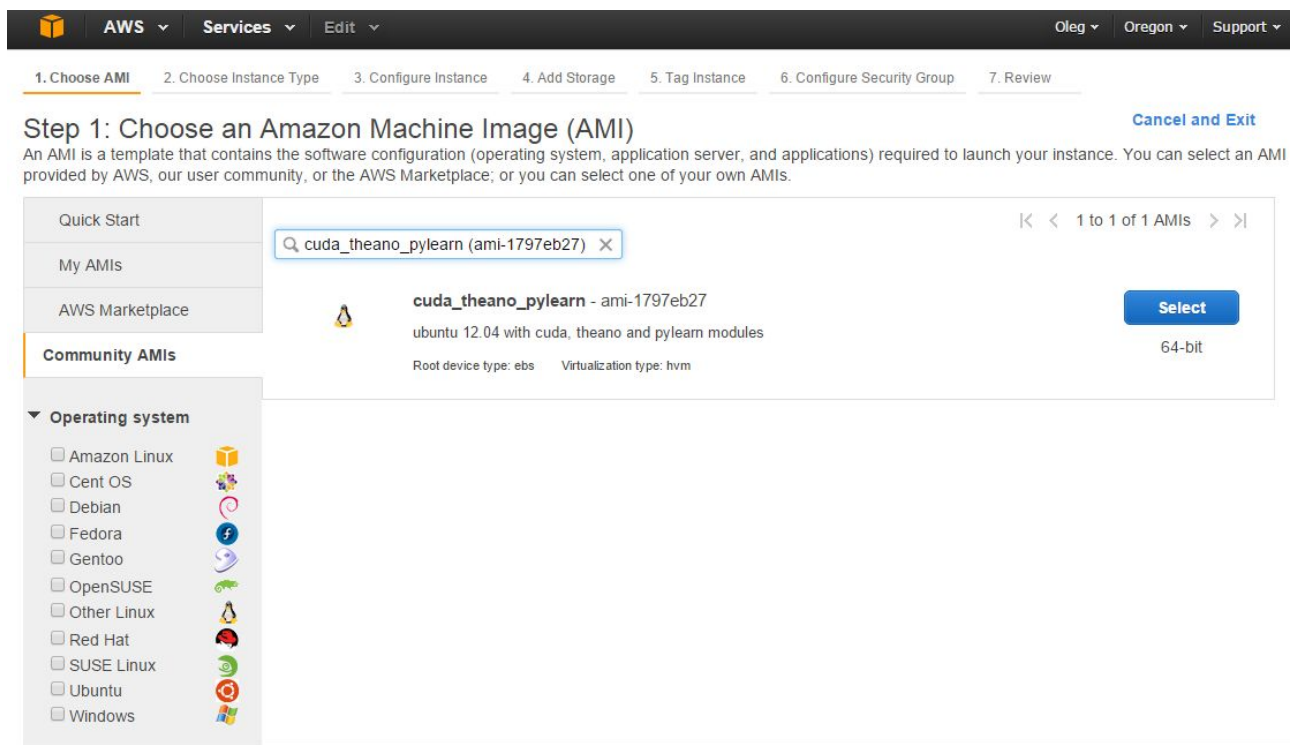 AWS Services Edit Oleg Oregon Support
1. Choose AMI 2. Choose Instance Type 3. Configure Instance 4. Add Storage 5. Tag Instance 6. Configure Security Group 7. Review
Step 1: Choose an Amazon Machine Image (AMI)
Cancel and Exit
An AMI is a template that contains the software configuration (operating system, application server, and applications) required to launch your instance. You can select an AMI
provided by AWS, our user community, or the AWS Marketplace; or you can select one of your own AMIs.
Quick Start
My AMIs
AWS Marketplace
Community AMIs
Operating system
Amazon Linux
Cent OS
Debian
Fedora
Gentoo
OpenSUSE
Other Linux
Red Hat
SUSE Linux
Ubuntu
Windows
1 to 1 of 1 AMIs
cuda_theano_pylearn (ami-1797eb27)
cuda_theano_pylearn - ami-1797eb27
ubuntu 12.04 with cuda, theano and pylearn modules
Root device type: ebs Virtualization type: hvm
Select
64-bit